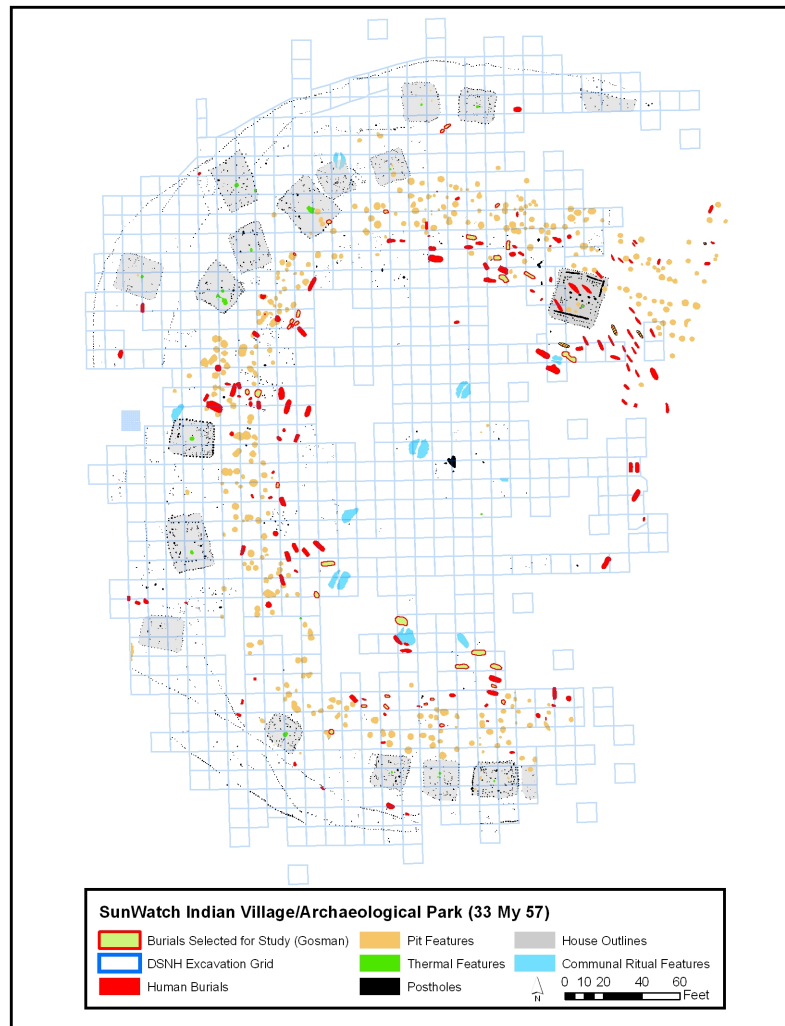 SunWatch Indian Village/Archaeological Park (33 My 57)
Burials Selected for Study (Gosman)
Pit Features
House Outlines
DSNH Excavation Grid
Thermal Features
Communal Ritual Features
Human Burials
Postholes
N
0 10 20 40 60
Feet